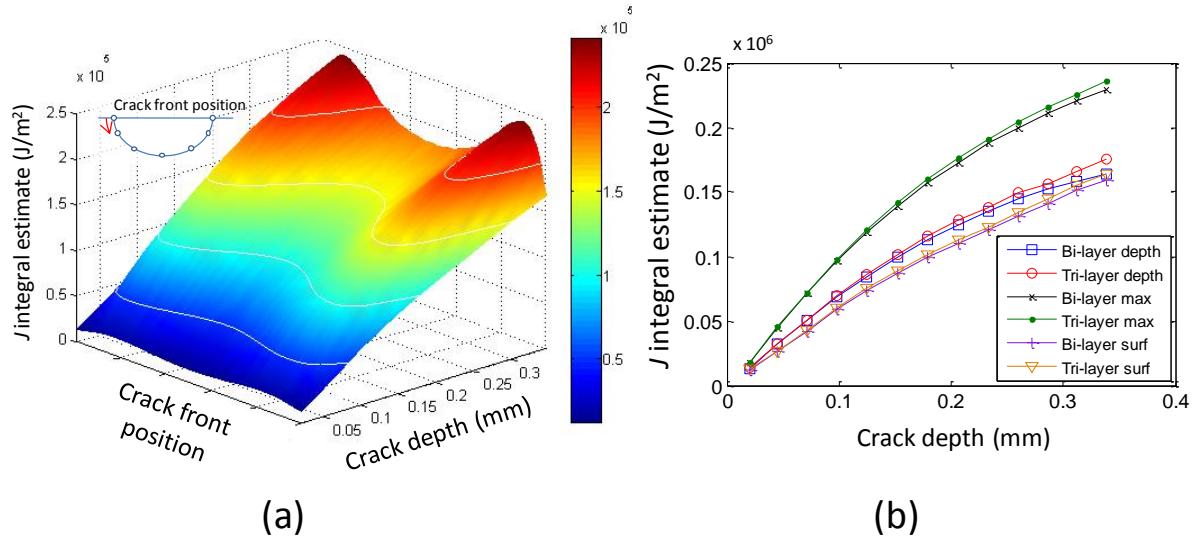 x 10 5
2.5
2
1.5
1
0.5
0
J integral estimate (J/m²)
Crack front position
Crack front
position
0.05
0.1
0.15
0.2
0.25
0.3
Crack depth (mm)
x 10 5
2
1.5
1
0.5
(a)
x 10⁶
0.25
0.2
0.15
0.1
0.05
0
J integral estimate (J/m²)
0
0.1
0.2
0.3
0.4
Crack depth (mm)
Bi-layer depth
Tri-layer depth
Bi-layer max
Tri-layer max
Bi-layer surf
Tri-layer surf
(b)